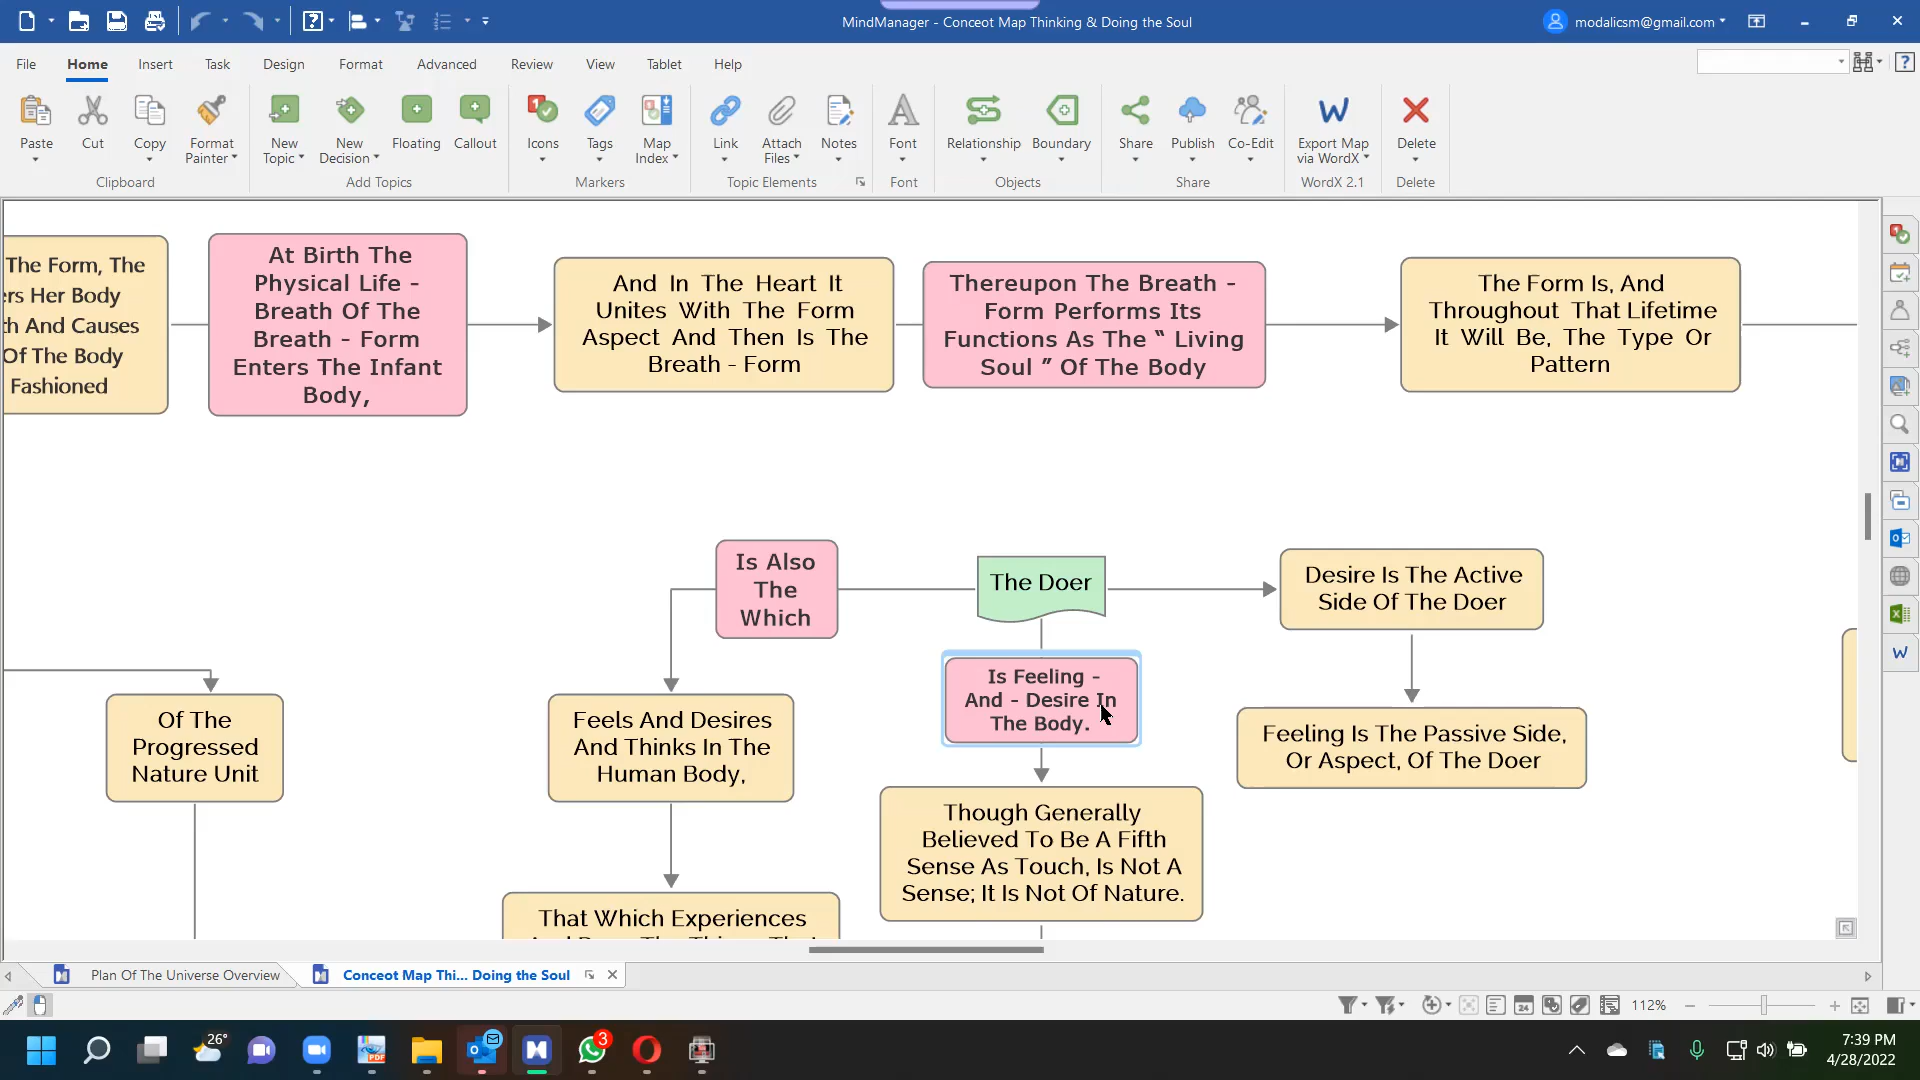 MindManager - Conceot Map Thinking & Doing the Soul
modalicsm@gmail.com
File
Home
Insert
Task
Design
Format
Advanced
Review
View
Tablet
Help
Paste
Cut
Copy
Format
Painter
Clipboard
New
Topic
New
Decision
Floating
Callout
Add Topics
Icons
Tags
Map
Index
Markers
Link
Attach
Files
Notes
Topic Elements
Font
Font
Relationship
Boundary
Objects
Share
Publish
Co-Edit
Share
Export Map
via WordX
WordX 2.1
Delete
Delete
The Form, The
ers Her Body
th And Causes
Of The Body
Fashioned
At Birth The
Physical Life -
Breath Of The
Breath - Form
Enters The Infant
Body,
And In The Heart It
Unites With The Form
Aspect And Then Is The
Breath - Form
Thereupon The Breath -
Form Performs Its
Functions As The “ Living
Soul ” Of The Body
The Form Is, And
Throughout That Lifetime
It Will Be, The Type Or
Pattern
Is Also
The
Which
The Doer
Desire Is The Active
Side Of The Doer
Is Feeling -
And - Desire In
The Body.
Of The
Progressed
Nature Unit
Feels And Desires
And Thinks In The
Human Body,
Feeling Is The Passive Side,
Or Aspect, Of The Doer
Though Generally
Believed To Be A Fifth
Sense As Touch, Is Not A
Sense; It Is Not Of Nature.
That Which Experiences
Plan Of The Universe Overview
Conceot Map Thi... Doing the Soul
112%
26°
3
7:39 PM
4/28/2022